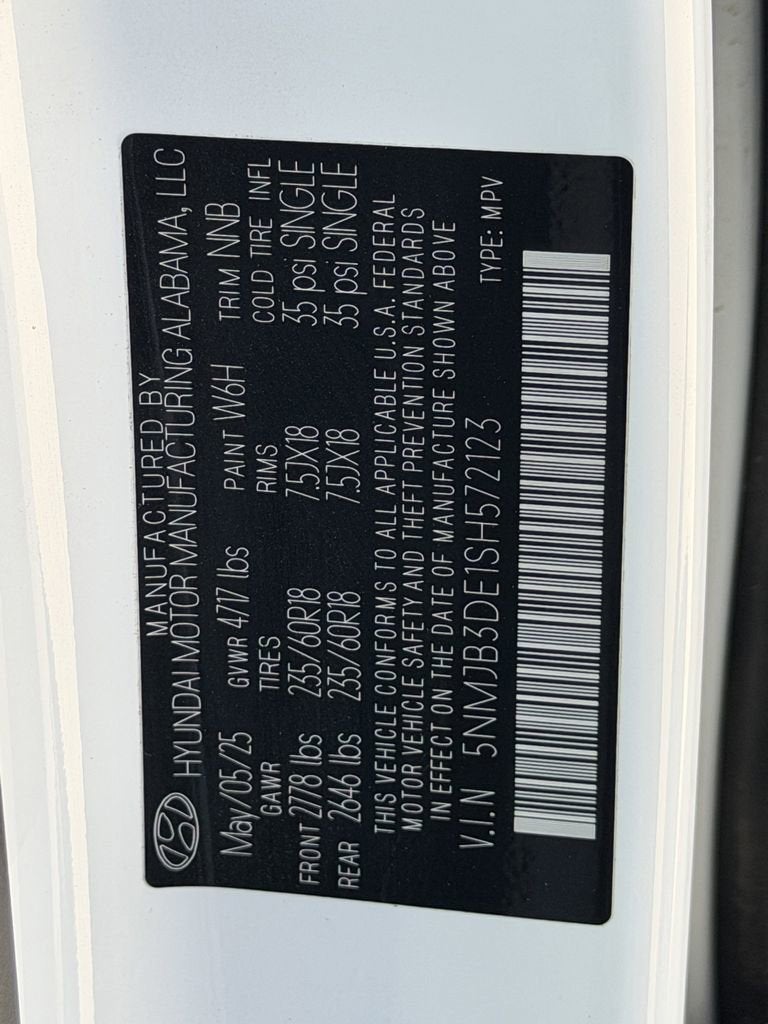 MANUFACTURED BY
HYUNDAI MOTOR MANUFACTURING ALABAMA, LLC
May/05/25 GVWR 4717 lbs PAINT W6H TRIM NNB
GAWR TIRES RIMS COLD TIRE INFL
FRONT 2778 lbs 235/60R18 7.5JX18 35 psi SINGLE
REAR 2646 lbs 235/60R18 7.5JX18 35 psi SINGLE
THIS VEHICLE CONFORMS TO ALL APPLICABLE U.S.A. FEDERAL
MOTOR VEHICLE SAFETY AND THEFT PREVENTION STANDARDS
IN EFFECT ON THE DATE OF MANUFACTURE SHOWN ABOVE
V.I.N 5NMJB3DE1SH572123 TYPE: MPV